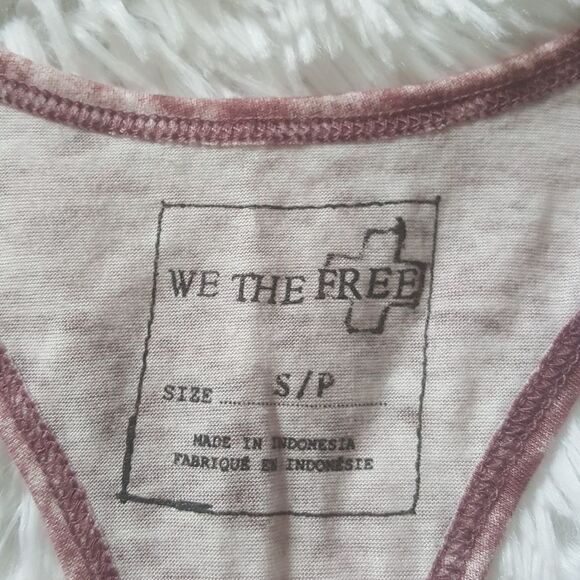 WE THE FREE
SIZE S/P
MADE IN INDONESIA
FABRIQUÉ EN INDONÉSIE